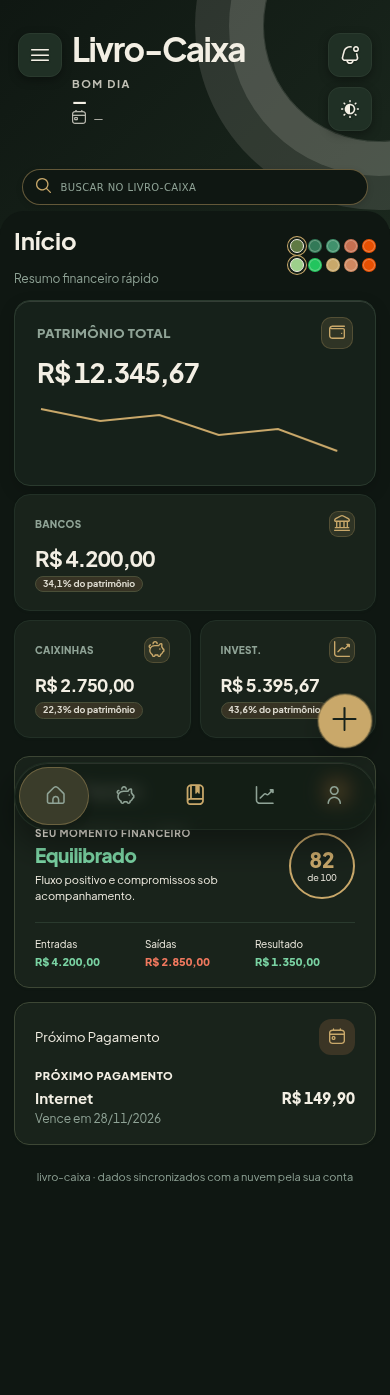 Livro-Caixa
BOM DIA
—
—
BUSCAR NO LIVRO-CAIXA
Início
Resumo financeiro rápido
PATRIMÔNIO TOTAL
R$ 12.345,67
BANCOS
R$ 4.200,00
34,1% do patrimônio
CAIXINHAS
INVEST.
R$ 2.750,00
R$ 5.395,67
22,3% do patrimônio
43,6% do patrimônio
SEU MOMENTO FINANCEIRO
Equilibrado
82
de 100
Fluxo positivo e compromissos sob
acompanhamento.
Entradas
Saídas
Resultado
R$ 4.200,00
R$ 2.850,00
R$ 1.350,00
Próximo Pagamento
PRÓXIMO PAGAMENTO
Internet
R$ 149,90
Vence em 28/11/2026
livro-caixa · dados sincronizados com a nuvem pela sua conta